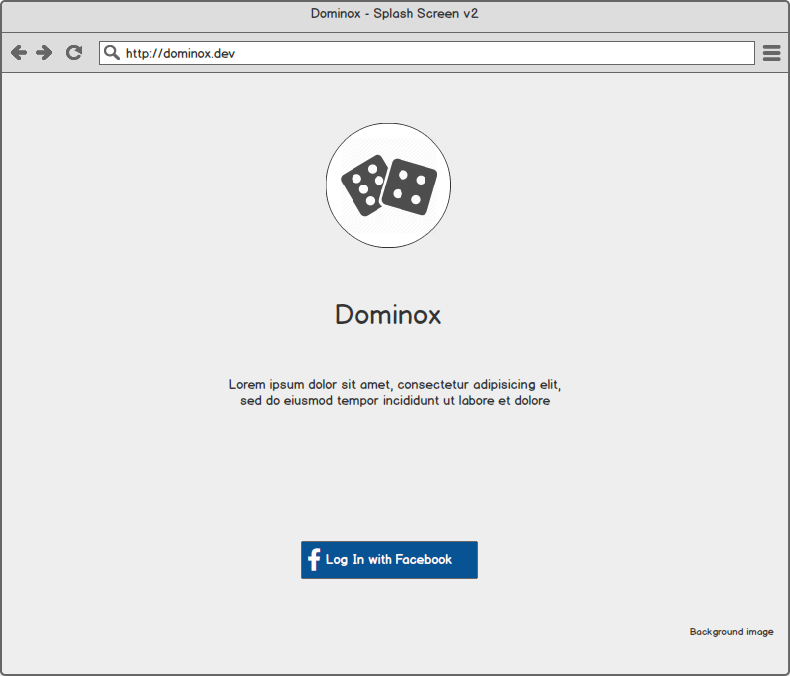 Dominox - Splash Screen v2
http://dominox.dev
Dominox
Lorem ipsum dolor sit amet, consectetur adipisicing elit,
sed do eiusmod tempor incididunt ut labore et dolore
Log In with Facebook
Background image